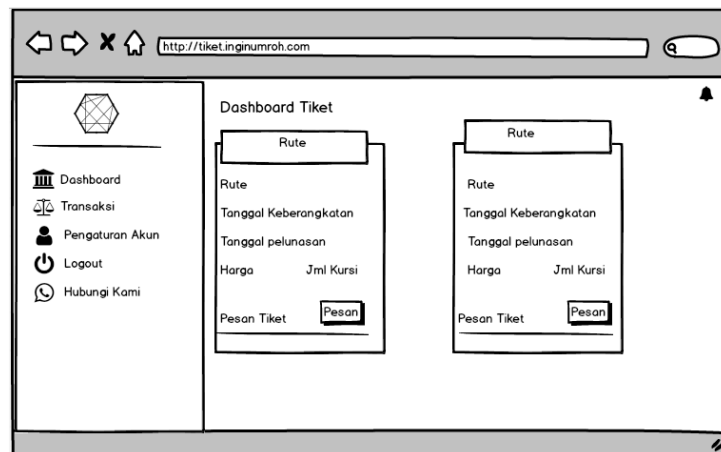 http://tiket.inginumroh.com
Dashboard
Transaksi
Pengaturan Akun
Logout
Hubungi Kami
Dashboard Tiket
Rute
Rute
Tanggal Keberangkatan
Tanggal pelunasan
Harga Jml Kursi
Pesan Tiket Pesan
Rute
Rute
Tanggal Keberangkatan
Tanggal pelunasan
Harga Jml Kursi
Pesan Tiket Pesan